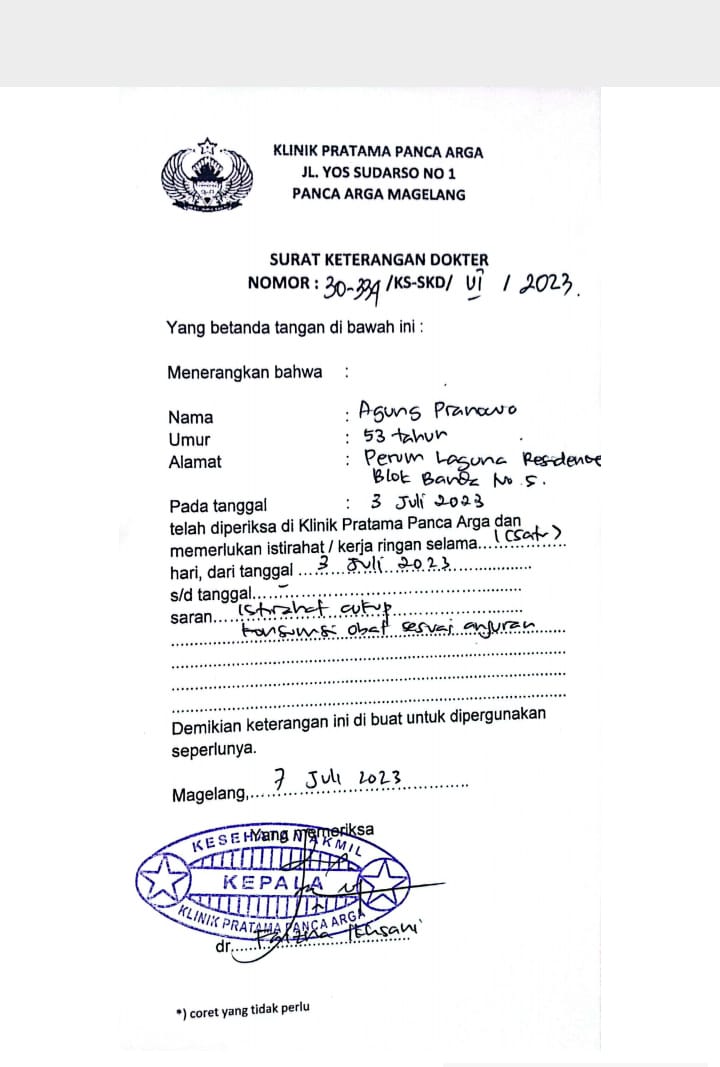 KLINIK PRATAMA PANCA ARGA
JL. YOS SUDARSO NO 1
PANCA ARGA MAGELANG
SURAT KETERANGAN DOKTER
NOMOR : 30-334 /KS-SKD/ VI / 2023.
Yang betanda tangan di bawah ini :
Menerangkan bahwa :
Nama : Agung Pranowo
Umur : 53 tahun
Alamat : Perum Laguna Residence
Blok No 5.
Pada tanggal : 3 Juli 2023
telah diperiksa di Klinik Pratama Panca Arga dan
memerlukan istirahat / kerja ringan selama... 1 (Satu)
hari, dari tanggal ... 3 Juli 2023
s/d tanggal... -
saran... Istirahat cukup
konsumsi obat sesuai anjuran
Demikian keterangan ini di buat untuk dipergunakan
seperlunya.
Magelang,... 7 Juli 2023
Yang memeriksa
KESEH AKMIL
KEPALA
KLINIK PRATAMA PANCA ARGA
dr... Ikhsani
*) coret yang tidak perlu